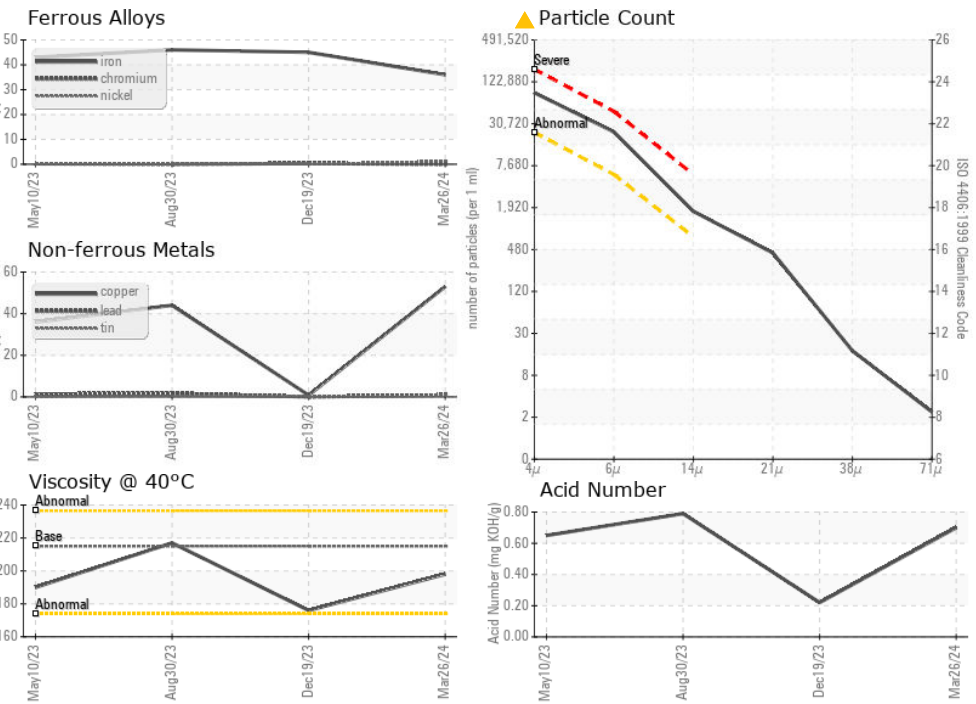 Ferrous Alloys
50
40
30
20
10
0
iron
chromium
nickel
May10/23
Aug30/23
Dec19/23
Mar26/24
Non-ferrous Metals
60
40
20
0
copper
lead
tin
May10/23
Aug30/23
Dec19/23
Mar26/24
Viscosity @ 40°C
240
220
200
180
160
Abnormal
Base
Abnormal
May10/23
Aug30/23
Dec19/23
Mar26/24
Particle Count
491,520
122,880
30,720
7,680
1,920
480
120
30
8
2
0
number of particles (per 1 ml)
Severe
Abnormal
26
24
22
20
18
16
14
12
10
8
6
ISO 4406:1999 Cleanliness Code
4µ
6µ
14µ
21µ
38µ
71µ
Acid Number
Acid Number (mg KOH/g)
0.80
0.60
0.40
0.20
0.00
May10/23
Aug30/23
Dec19/23
Mar26/24